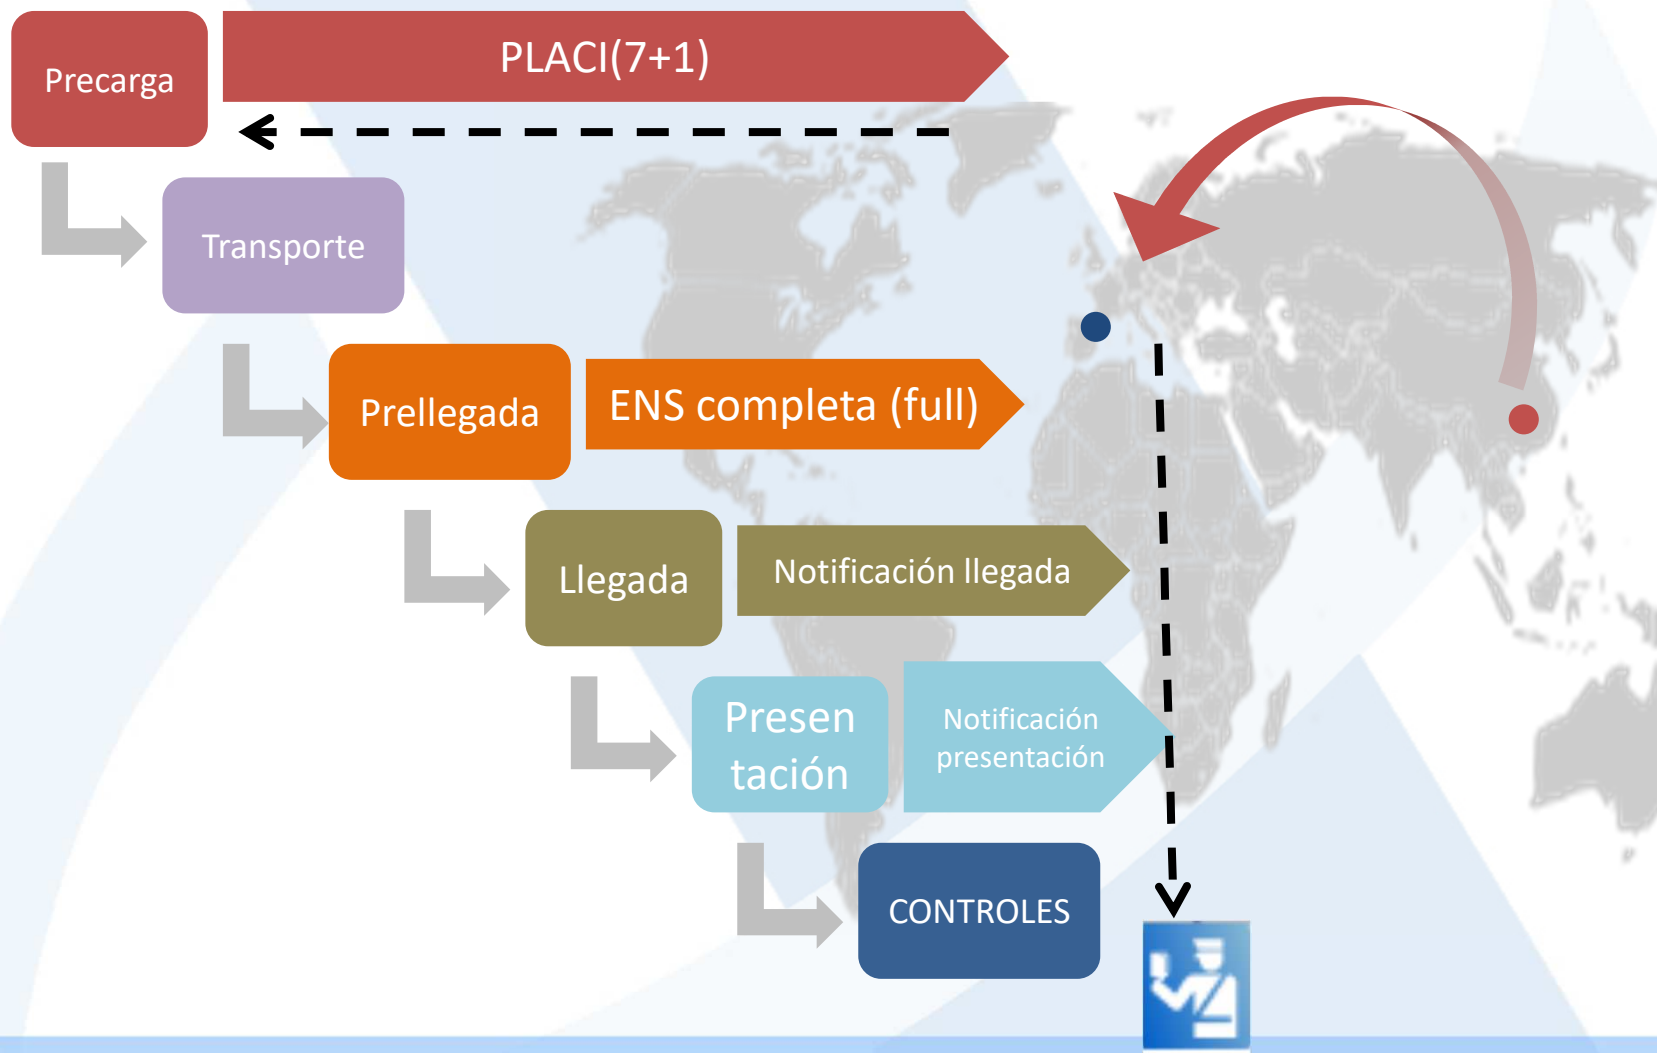 Precarga
PLACI(7+1)
Transporte
Prellegada
ENS completa (full)
Llegada
Notificación llegada
Presen
tación
Notificación
presentación
CONTROLES